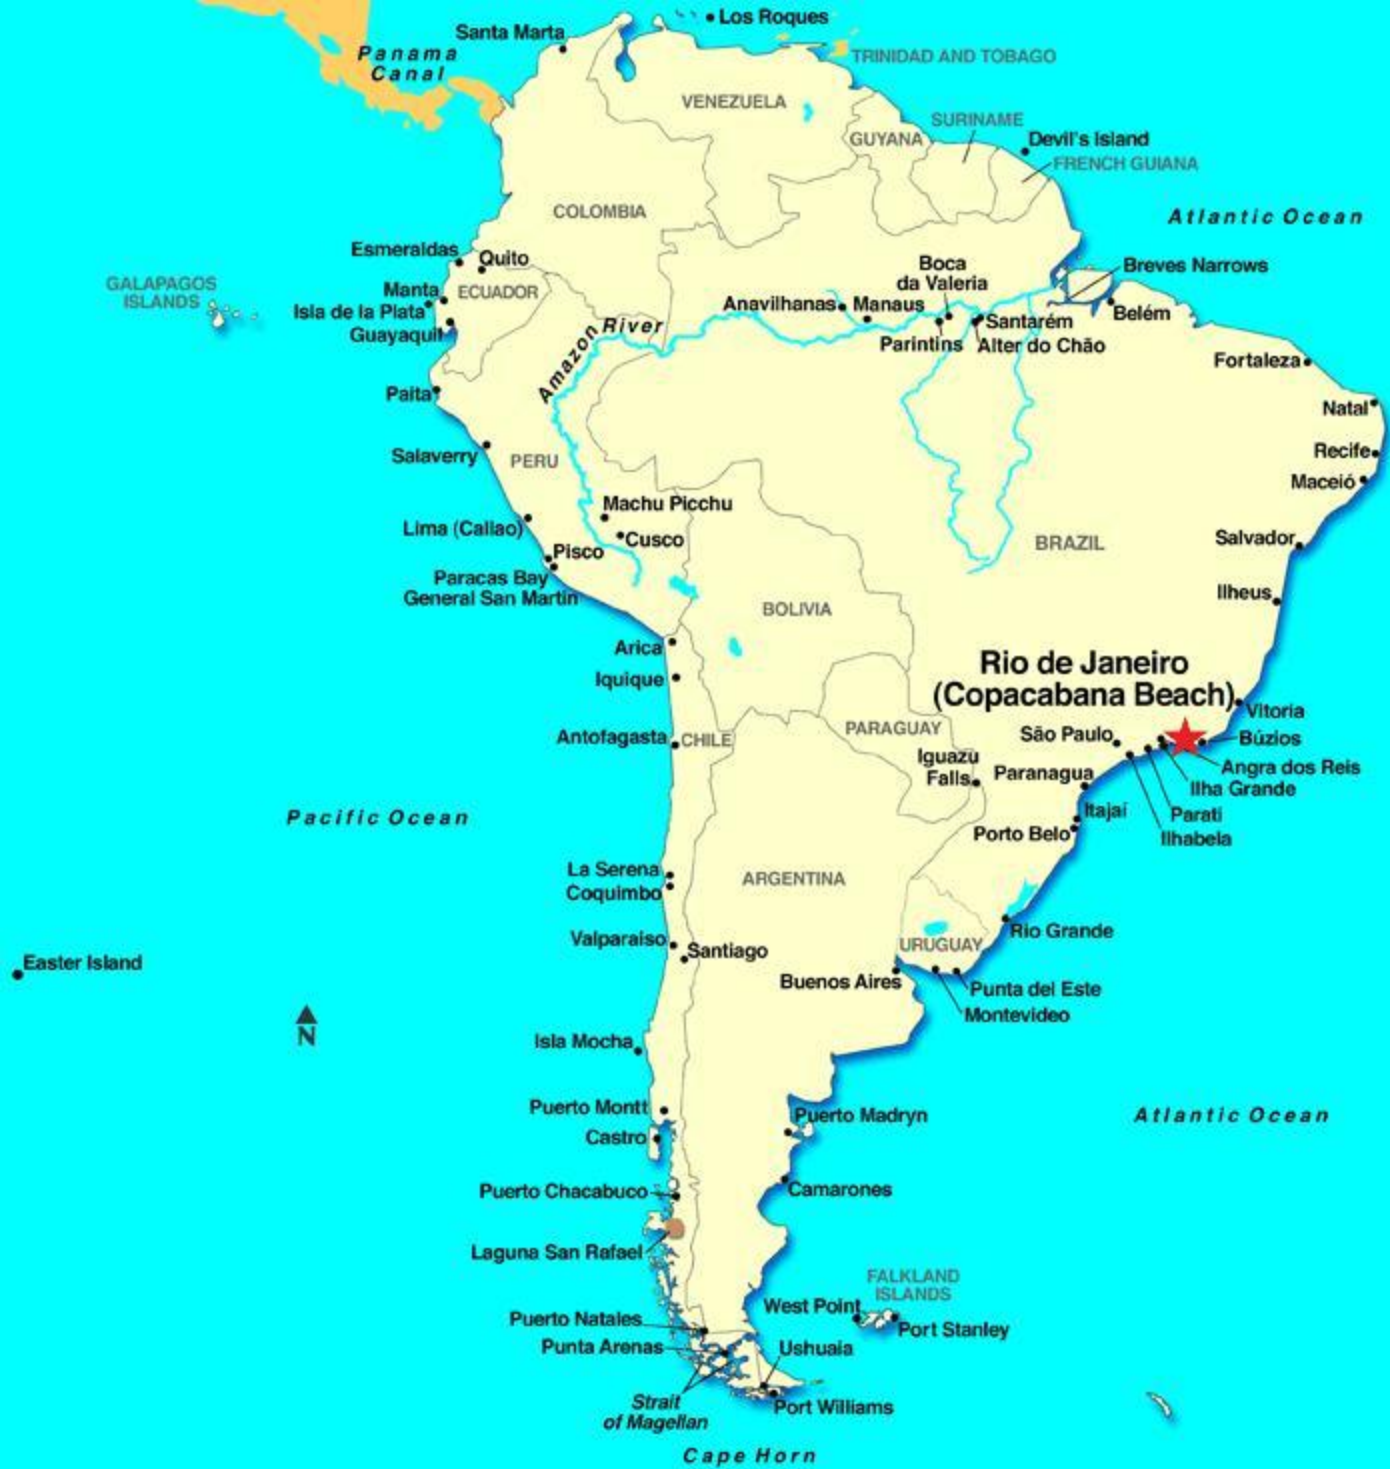 Los Roques
Santa Marta
Panama
Canal
TRINIDAD AND TOBAGO
VENEZUELA
SURINAME
GUYANA
Devil's Island
FRENCH GUIANA
COLOMBIA
Atlantic Ocean
Esmeraldas
Quito
Boca
da Valeria
Breves Narrows
GALAPAGOS
ISLANDS
Manta
ECUADOR
Isla de la Plata
Anavilhanas
Manaus
Belém
Guayaquil
Amazon River
Santarém
Parintins
Alter do Chão
Fortaleza
Paita
Natal
Salaverry
PERU
Recife
Maceió
Machu Picchu
Lima (Callao)
Cusco
BRAZIL
Salvador
Pisco
Paracas Bay
General San Martin
Ilheus
BOLIVIA
Arica
Rio de Janeiro
(Copacabana Beach)
Iquique
Vitoria
Antofagasta
CHILE
PARAGUAY
São Paulo
Búzios
Iguazu
Falls
Paranagua
Angra dos Reis
Ilha Grande
Itajaí
Parati
Pacific Ocean
Porto Belo
Ilhabela
La Serena
Coquimbo
ARGENTINA
Rio Grande
Valparaiso
Santiago
URUGUAY
Easter Island
Buenos Aires
Punta del Este
Montevideo
N
Isla Mocha
Puerto Montt
Puerto Madryn
Atlantic Ocean
Castro
Puerto Chacabuco
Camarones
Laguna San Rafael
FALKLAND
ISLANDS
West Point
Puerto Natales
Port Stanley
Punta Arenas
Ushuaia
Strait
of Magellan
Port Williams
Cape Horn